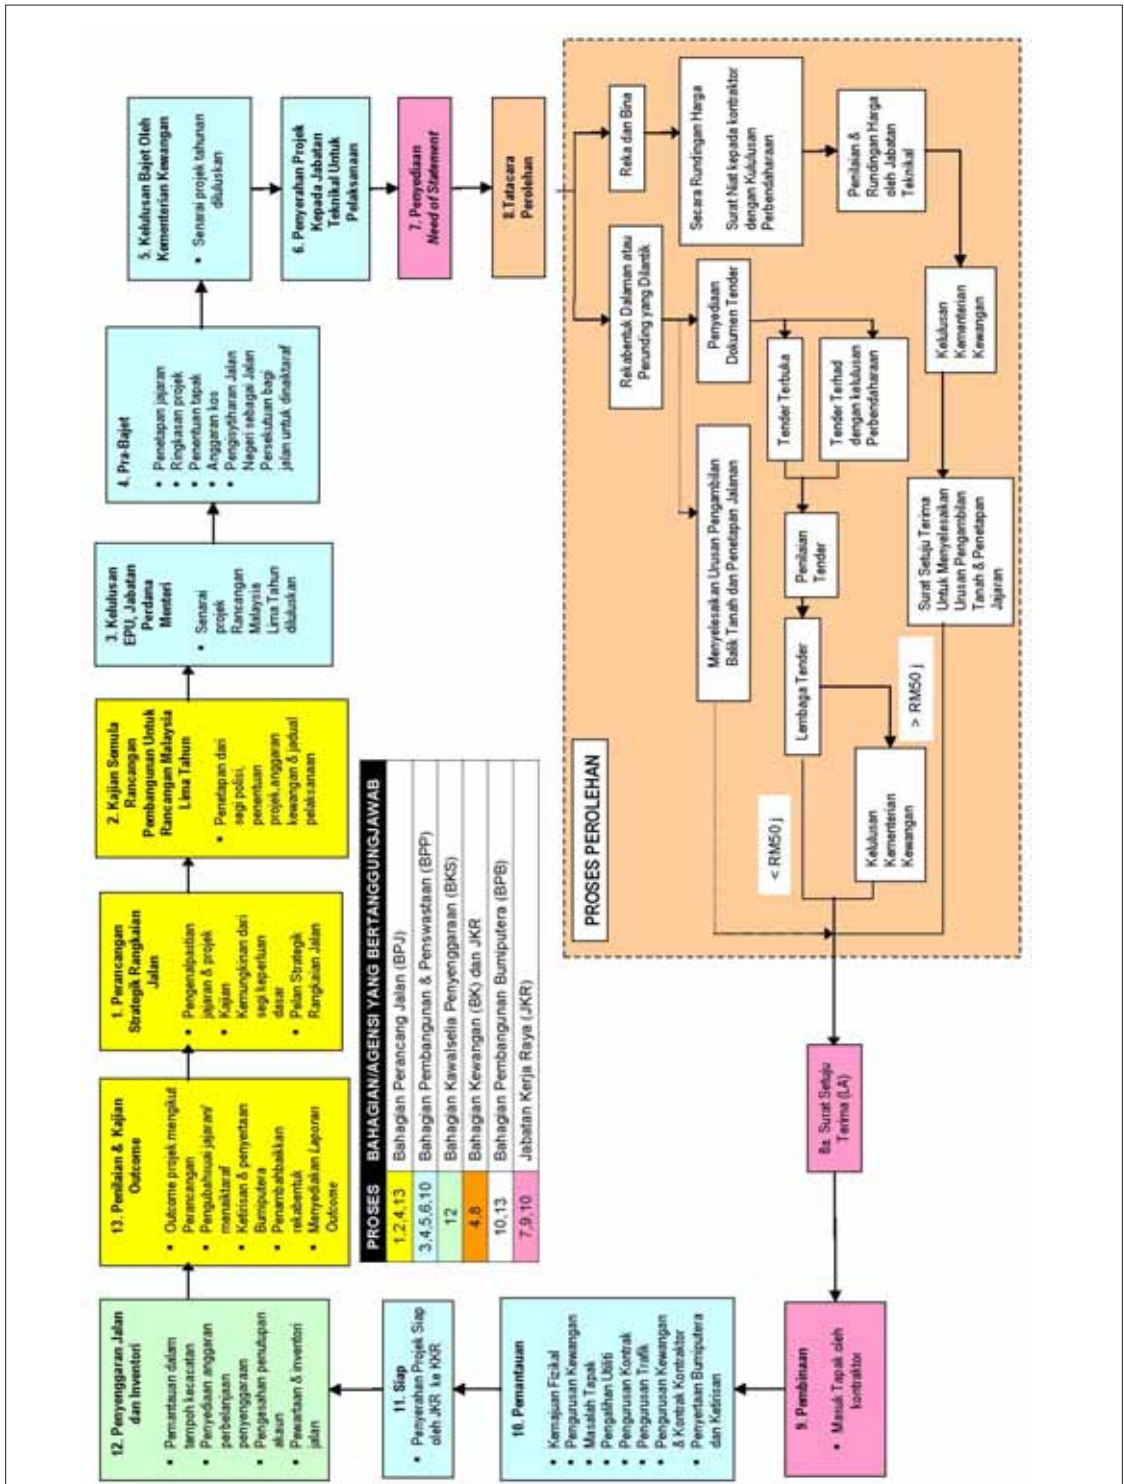 12. Penyenggaran Jalan
dan Inventori
Pemantauan dalam
tempoh kecacatan
Penyediaan anggaran
perbelanjaan
penyenggaraan
Pengesahan penutupan
akaun
Pewartaan & inventori
jalan
13. Penilaian & Kajian
Outcome
Outcome projek mengikut
Perancangan
Pengubahsuai jajaran/
menaiktaraf
Ketirisan & penyertaan
Bumiputera
Penambahbaikkan
rekabentuk
Menyediakan Laporan
Outcome
1. Perancangan
Strategik Rangkaian
Jalan
Pengenalpastian
jajaran & projek
Kajian
Kemungkinan dari
segi keperluan
dasar
Pelan Strategik
Rangkaian Jalan
2. Kajian Semula
Rancangan
Pembangunan Untuk
Rancangan Malaysia
Lima Tahun
Penetapan dari
segi polisi,
penentuan
projek,anggaran
kewangan & jadual
pelaksanaan
3. Kelulusan
EPU, Jabatan
Perdana
Menteri
Senarai
projek
Rancangan
Malaysia
Lima Tahun
diluluskan
4. Pra-Bajet
Penetapan jajaran
Ringkasan projek
Penentuan tapak
Anggaran kos
Pengisytiharan Jalan
Negeri sebagai Jalan
Persekutuan bagi
jalan untuk dinaiktaraf
5. Kelulusan Bajet Oleh
Kementerian Kewangan
Senarai projek tahunan
diluluskan
6. Penyerahan Projek
Kepada Jabatan
Teknikal Untuk
Pelaksanaan
7. Penyediaan
Need of Statement
8.Tatacara
Perolehan
11. Siap
Penyerahan Projek Siap
oleh JKR ke KKR
10. Pemantauan
Kemajuan Fizikal
Pengurusan Kewangan
Masalah Tapak
Pengalihan Utiliti
Pengurusan Kontrak
Pengurusan Trafik
Pengurusan Kewangan
& Kontrak Kontraktor
Penyertaan Bumiputera
dan Ketirisan
9. Pembinaan
Masuk Tapak oleh
kontraktor
8a. Surat Setuju
Terima (LA)
PROSES BAHAGIAN/AGENSI YANG BERTANGGUNGJAWAB
1,2,4,13 Bahagian Perancang Jalan (BPJ)
3,4,5,6,10 Bahagian Pembangunan & Penswastaan (BPP)
12 Bahagian Kawalselia Penyenggaraan (BKS)
4,8 Bahagian Kewangan (BK) dan JKR
10,13 Bahagian Pembangunan Bumiputera (BPB)
7,9,10 Jabatan Kerja Raya (JKR)
PROSES PEROLEHAN
Reka dan Bina
Secara Rundingan Harga
Surat Niat kepada kontraktor
dengan Kululusan
Perbendaharaan
Penilaian &
Rundingan Harga
oleh Jabatan
Teknikal
Kelulusan
Kementerian
Kewangan
Surat Setuju Terima
Untuk Menyelesaikan
Urusan Pengambilan
Tanah & Penetapan
Jajaran
Rekabentuk Dalaman atau
Perunding yang Dilantik
Penyediaan
Dokumen Tender
Menyelesaikan Urusan Pengambilan
Balik Tanah dan Penetapan Jalanan
Tender Terbuka
Tender Terhad
dengan kelulusan
Perbendaharaan
Penilaian
Tender
Lembaga Tender
< RM50 j
> RM50 j
Kelulusan
Kementerian
Kewangan